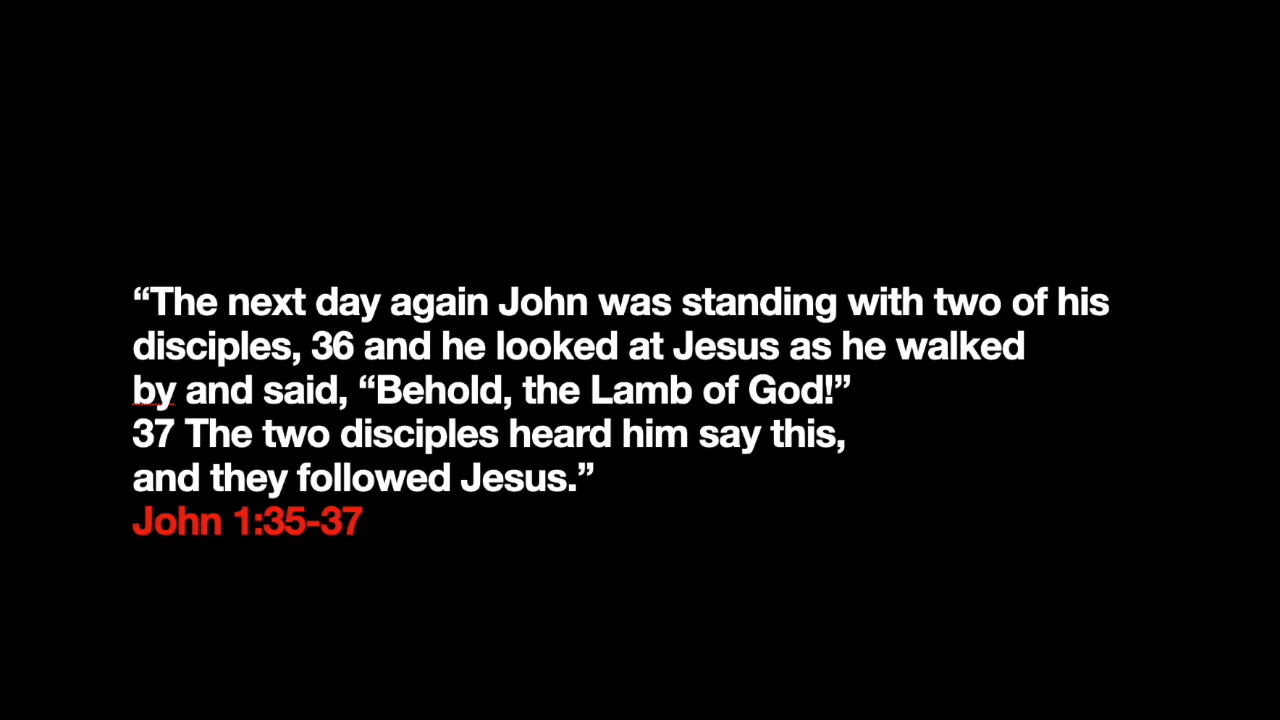 “The next day again John was standing with two of his
disciples, 36 and he looked at Jesus as he walked
by and said, “Behold, the Lamb of God!”
37 The two disciples heard him say this,
and they followed Jesus.”
John 1:35-37